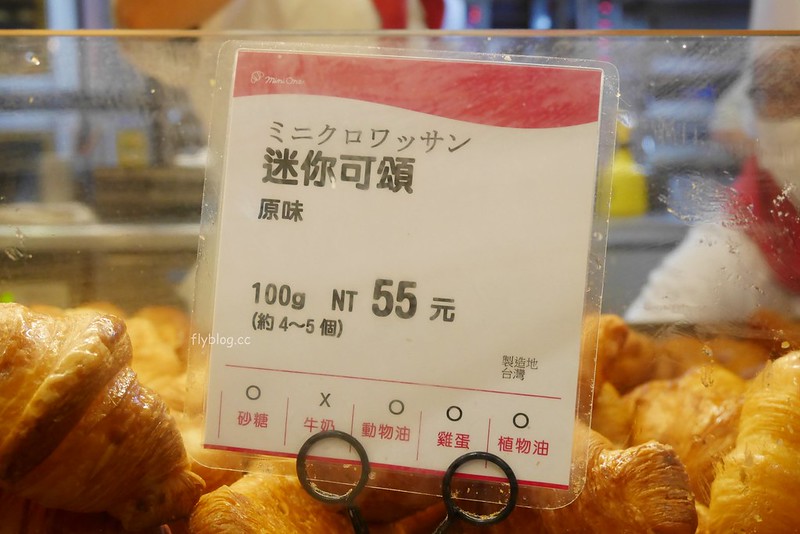 mini One
ミニクロワッサン
迷你可頌
原味
100g NT 55 元
(約4～5個)
flyblog.cc
製造地
台灣
O X O O O
砂糖 牛奶 動物油 雞蛋 植物油